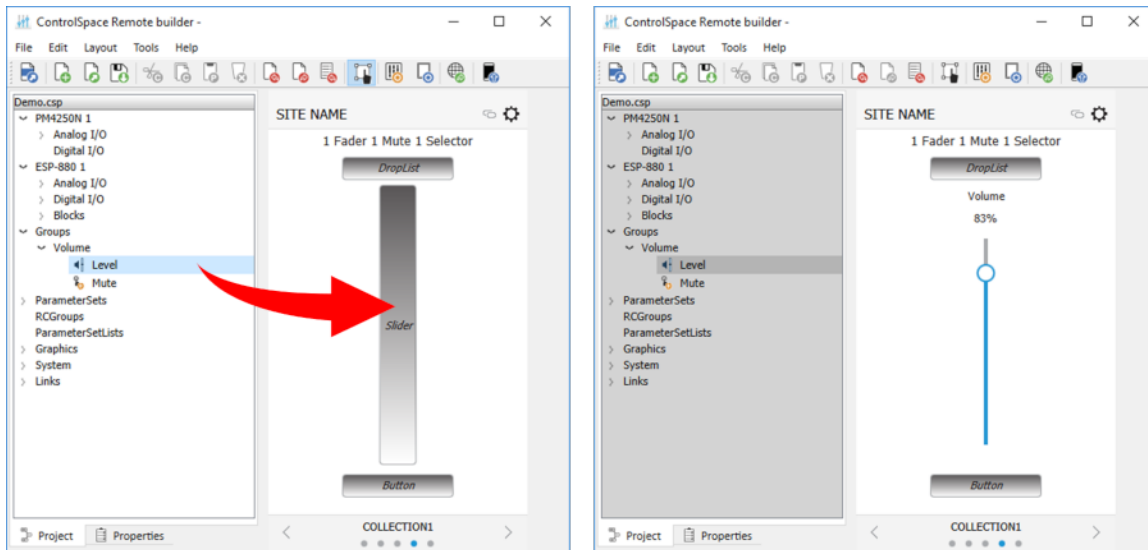 ControlSpace Remote builder -
File Edit Layout Tools Help
Demo.csp
PM4250N 1
Analog I/O
Digital I/O
ESP-880 1
Analog I/O
Digital I/O
Blocks
Groups
Volume
Level
Mute
ParameterSets
RCGroups
ParameterSetLists
Graphics
System
Links
Project Properties
SITE NAME
1 Fader 1 Mute 1 Selector
DropList
Slider
Button
COLLECTION1
ControlSpace Remote builder -
File Edit Layout Tools Help
Demo.csp
PM4250N 1
Analog I/O
Digital I/O
ESP-880 1
Analog I/O
Digital I/O
Blocks
Groups
Volume
Level
Mute
ParameterSets
RCGroups
ParameterSetLists
Graphics
System
Links
Project Properties
SITE NAME
1 Fader 1 Mute 1 Selector
DropList
Volume
83%
Button
COLLECTION1